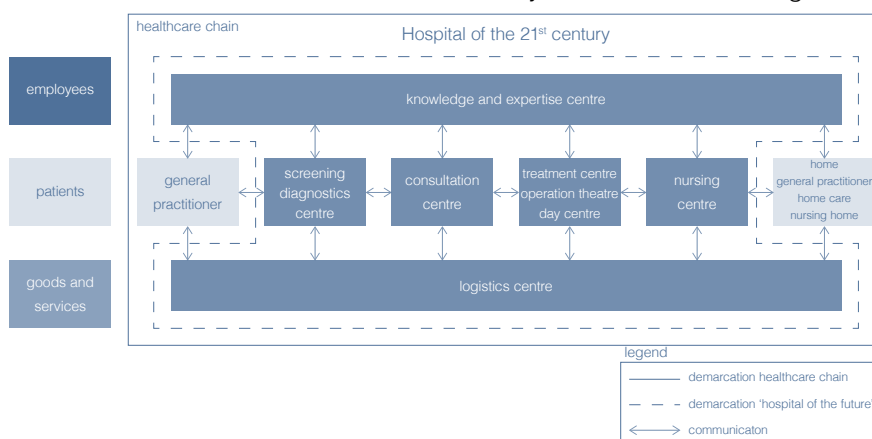 healthcare chain
Hospital of the 21st century
employees
knowledge and expertise centre
patients
general
practitioner
screening
diagnostics
centre
consultation
centre
treatment centre
operation theatre
day centre
nursing
centre
home
general practitioner
home care
nursing home
goods and
services
logistics centre
legend
demarcation healthcare chain
demarcation 'hospital of the future'
communicaton